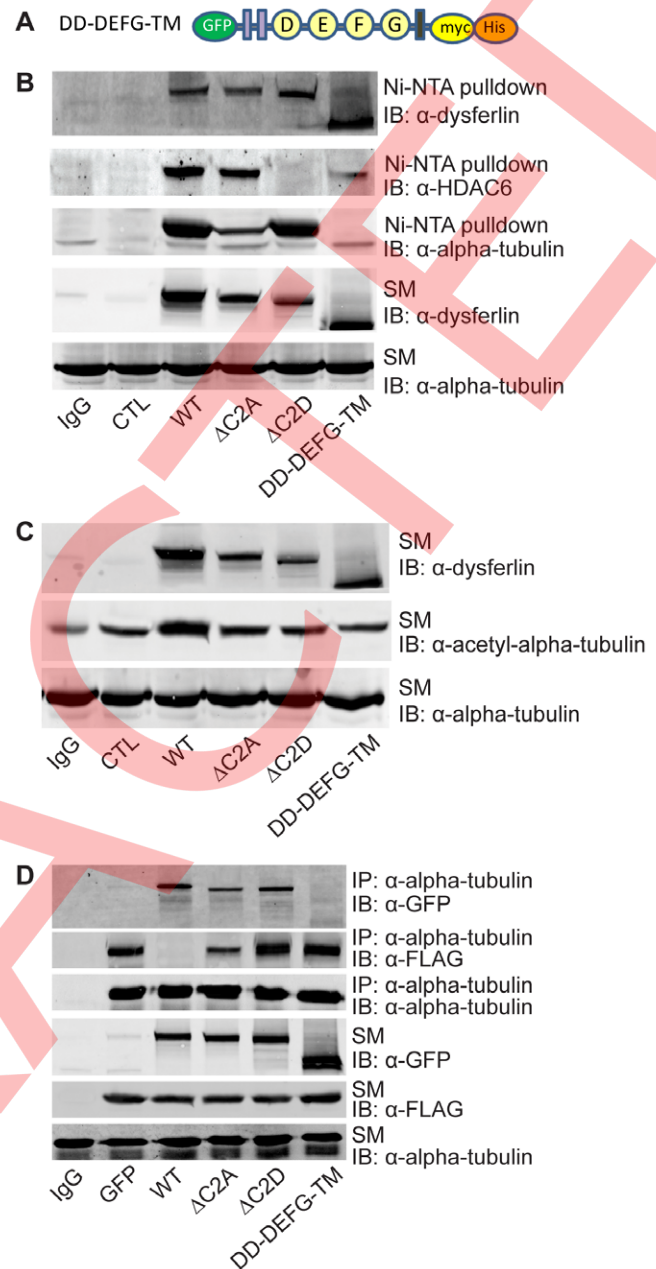 A DD-DEFG-TM GFP D E F G myc His
B
Ni-NTA pulldown
IB: α-dysferlin
Ni-NTA pulldown
IB: α-HDAC6
Ni-NTA pulldown
IB: α-alpha-tubulin
SM
IB: α-dysferlin
SM
IB: α-alpha-tubulin
IgG CTL WT ΔC2A ΔC2D DD-DEFG-TM
C
SM
IB: α-dysferlin
SM
IB: α-acetyl-alpha-tubulin
SM
IB: α-alpha-tubulin
IgG CTL WT ΔC2A ΔC2D DD-DEFG-TM
D
IP: α-alpha-tubulin
IB: α-GFP
IP: α-alpha-tubulin
IB: α-FLAG
IP: α-alpha-tubulin
IB: α-alpha-tubulin
SM
IB: α-GFP
SM
IB: α-FLAG
SM
IB: α-alpha-tubulin
IgG GFP WT ΔC2A ΔC2D DD-DEFG-TM